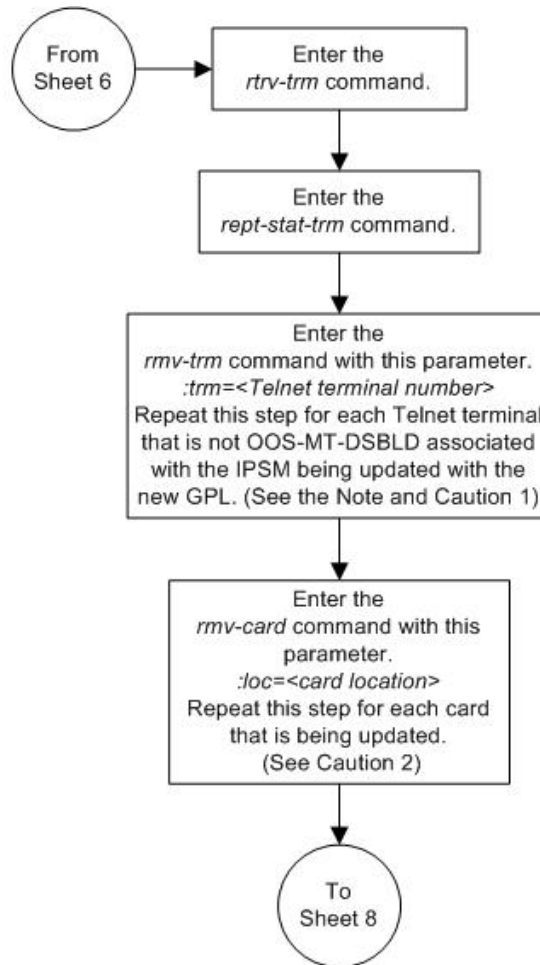 From
Sheet 6
Enter the
rtrv-trm
command.
Enter the
rept-stat-trm command.
Enter the
rmv-trm command with this parameter.
:trm=<Telnet terminal number>
Repeat this step for each Telnet terminal
that is not OOS-MT-DSBLD associated
with the IPSM being updated with the
new GPL. (See the Note and Caution 1)
Enter the
rmv-card command with this
parameter.
:loc=<card location>
Repeat this step for each card
that is being updated.
(See Caution 2)
To
Sheet 8